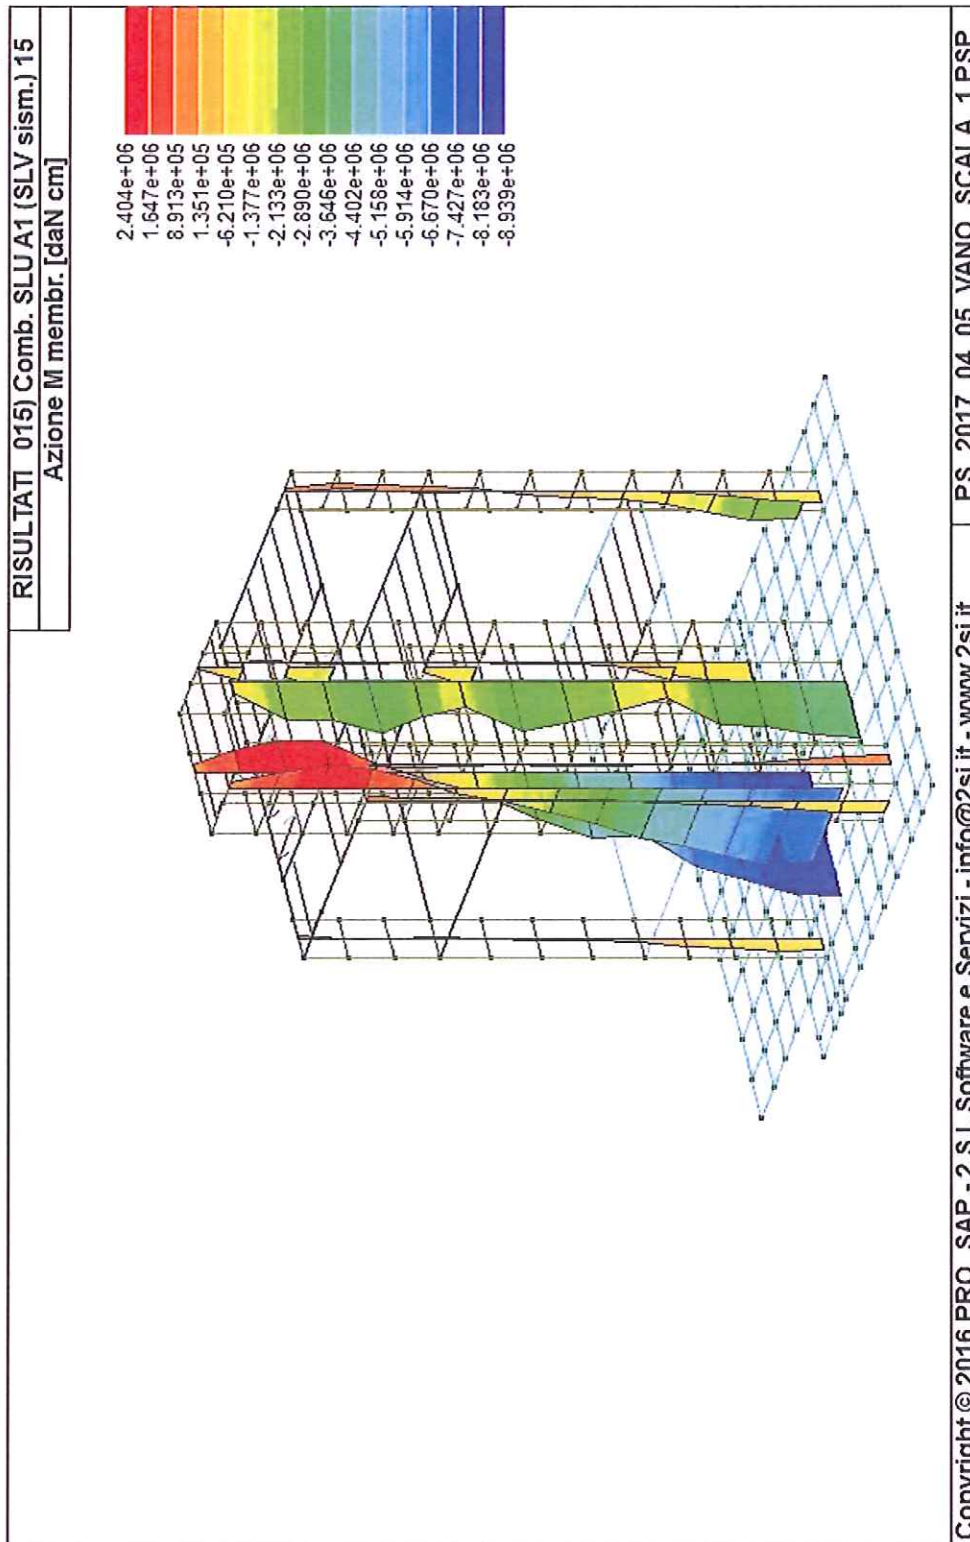 RISULTATI 015) Comb. SLU A1 (SLV sism.) 15
Azione M membr. [daN cm]
2.404e+06
1.647e+06
8.913e+05
1.351e+05
-6.210e+05
-1.377e+06
-2.133e+06
-2.890e+06
-3.646e+06
-4.402e+06
-5.158e+06
-5.914e+06
-6.670e+06
-7.427e+06
-8.183e+06
-8.939e+06
Copyright © 2016 PRO_SAP - 2 S.I. Software e Servizi - info@2si.it - www.2si.it
PS_2017_04_05_VANO_SCALA_1.PSP